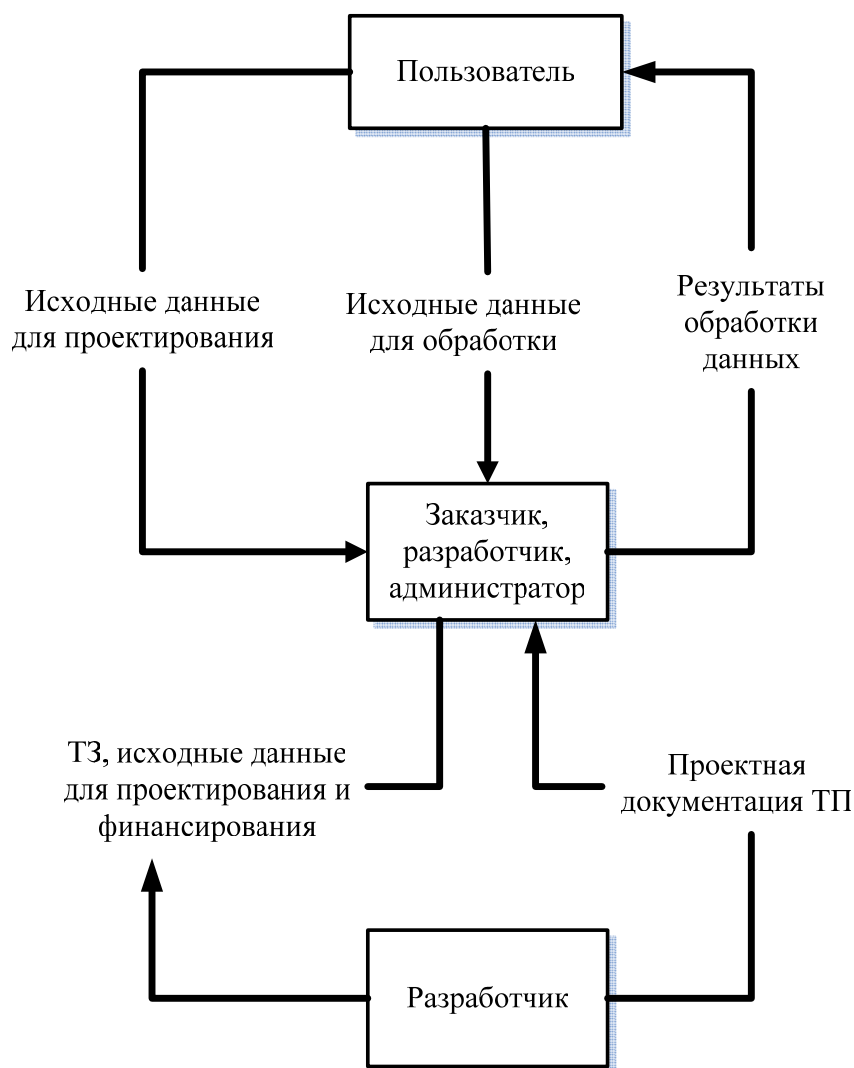 Пользователь
Исходные данные
для проектирования
Исходные данные
для обработки
Результаты
обработки
данных
Заказчик,
разработчик,
администратор
ТЗ, исходные данные
для проектирования и
финансирования
Проектная
документация ТП
Разработчик